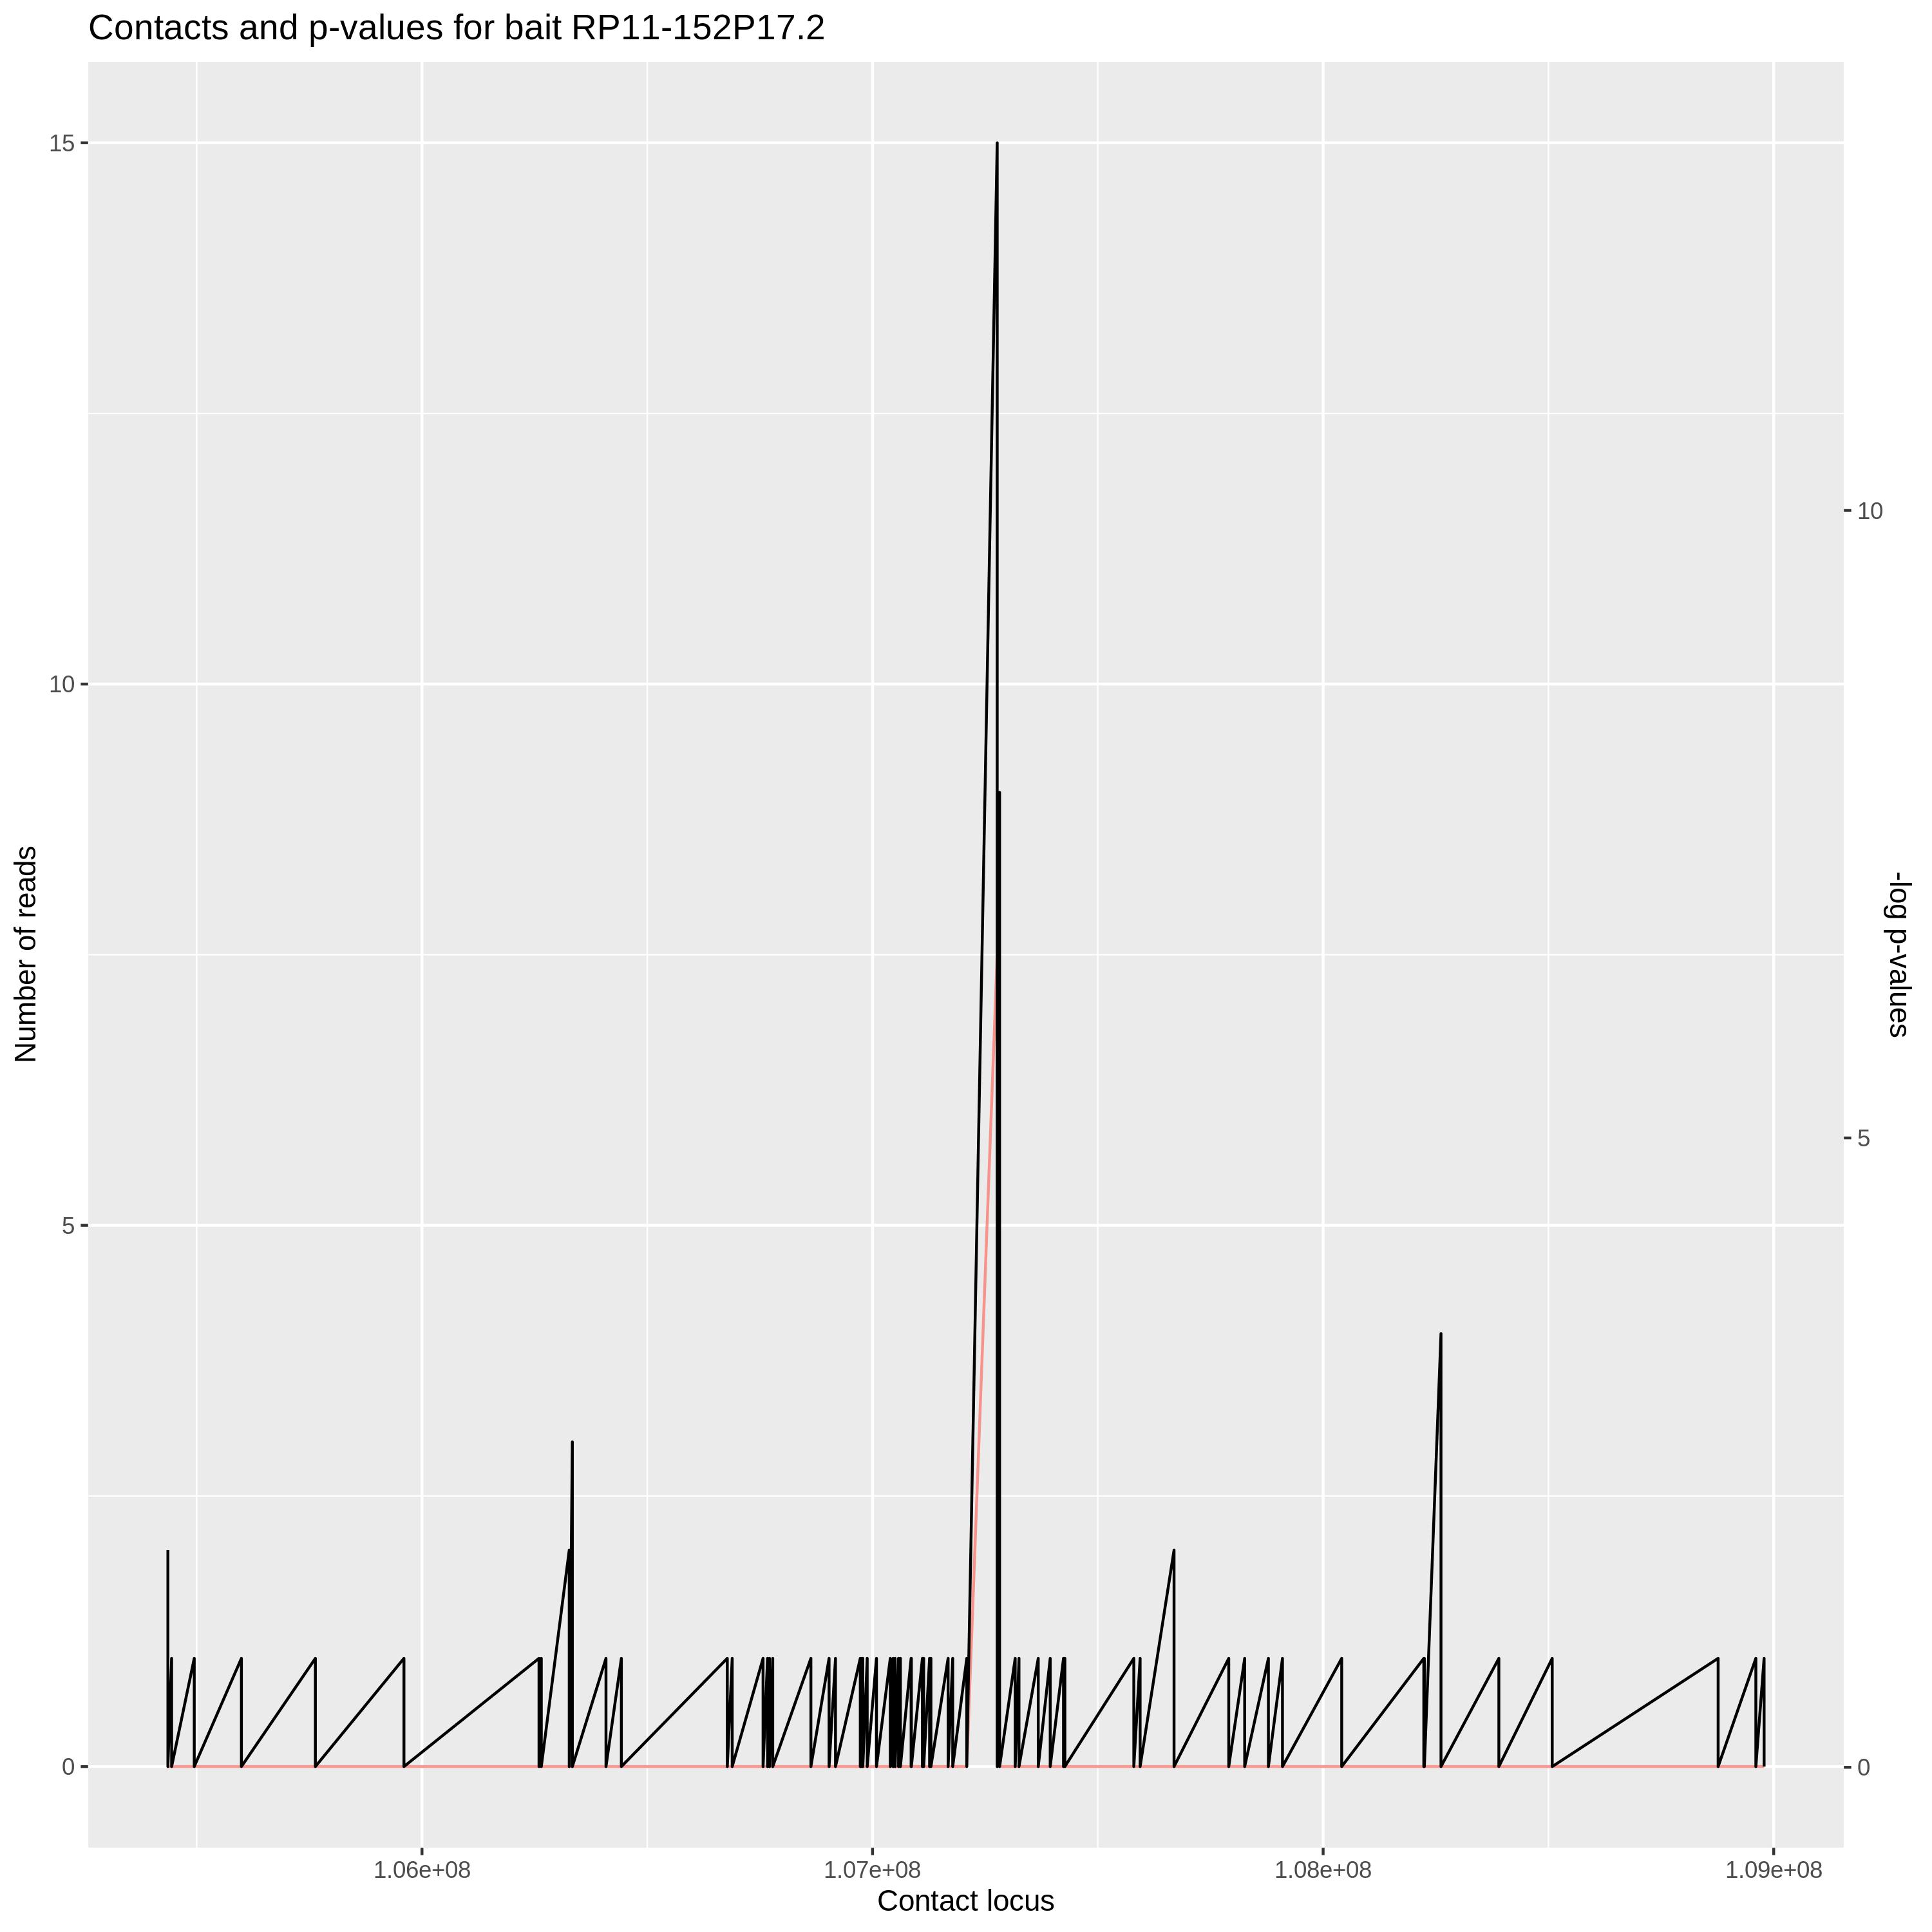 Contacts and p-values for bait RP11-152P17.2
15
10
5
0
Number of reads
10
5
0
-log p-values
1.06e+08 1.07e+08 1.08e+08 1.09e+08
Contact locus